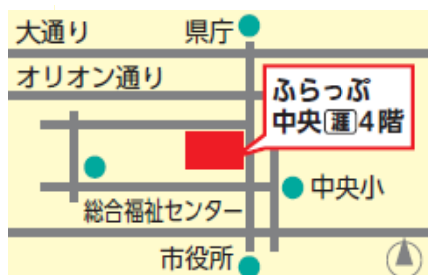 大通り 県庁
オリオン通り
ふらっぷ
中央涯4階
中央小
総合福祉センター
市役所